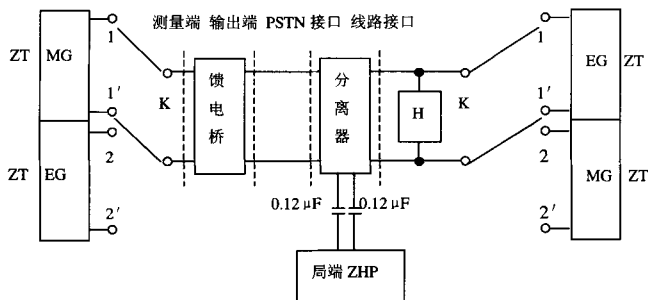 测量端 输出端 PSTN 接口 线路接口
ZT MG 1
1′
ZT EG 2
2′
K
馈电桥
分离器
H
K
1 EG ZT
1′
2 MG ZT
2′
0.12 μF 0.12 μF
局端 ZHP